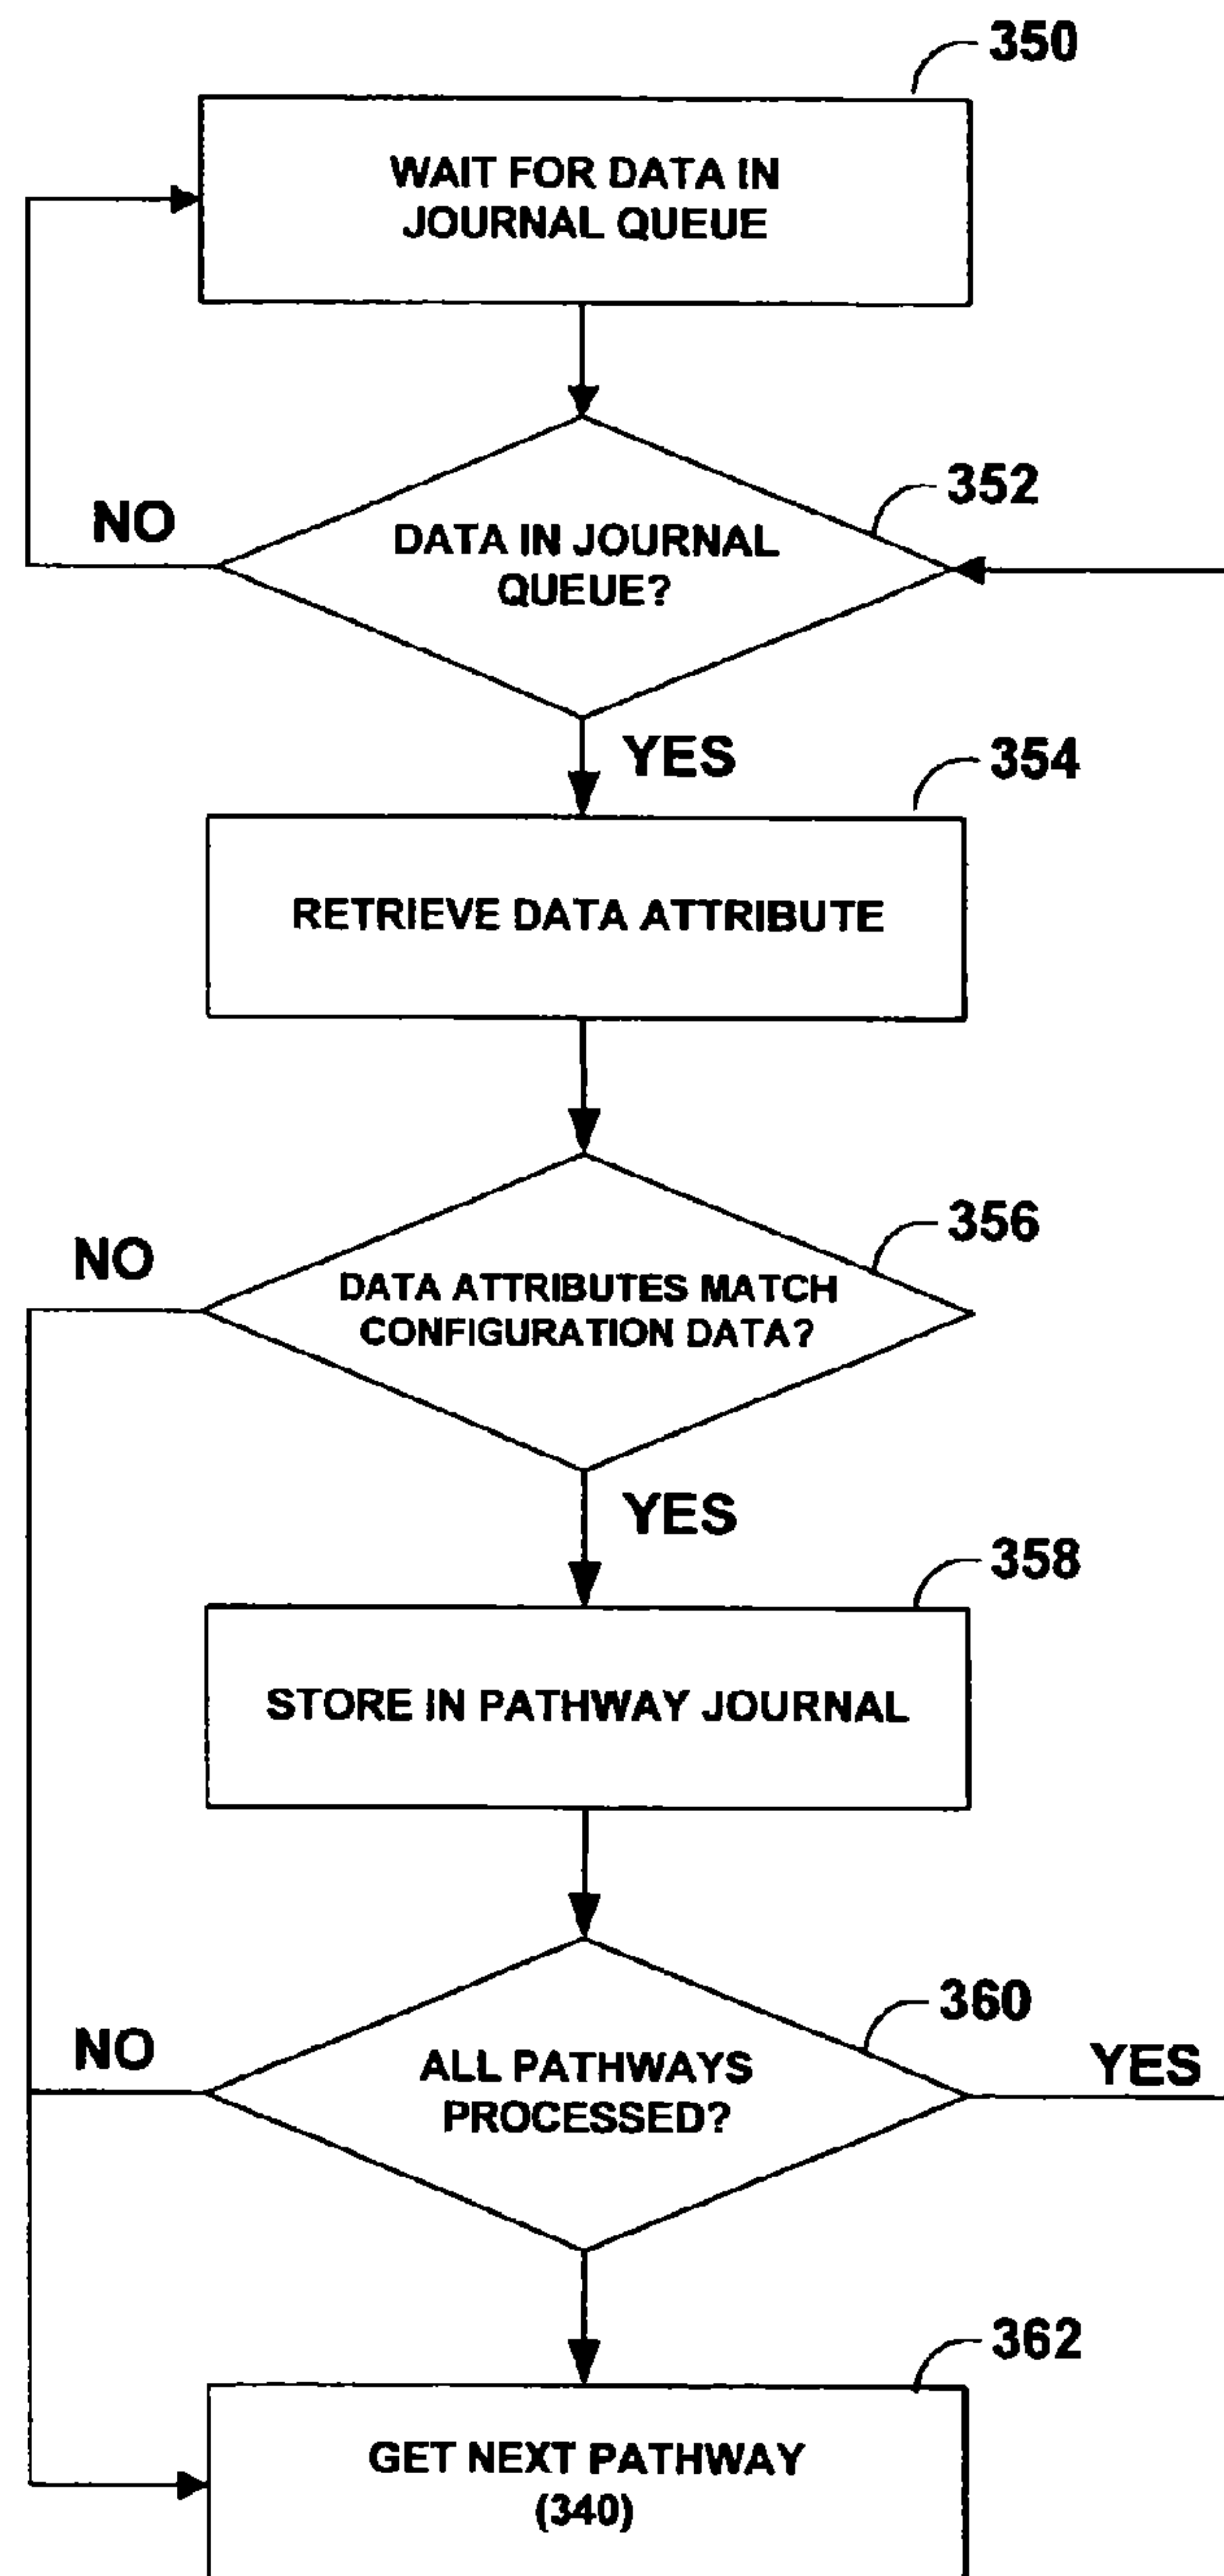 350
WAIT FOR DATA IN
JOURNAL QUEUE
352
NO
DATA IN JOURNAL
QUEUE?
YES
354
RETRIEVE DATA ATTRIBUTE
356
NO
DATA ATTRIBUTES MATCH
CONFIGURATION DATA?
YES
358
STORE IN PATHWAY JOURNAL
360
NO
ALL PATHWAYS
PROCESSED?
YES
362
GET NEXT PATHWAY
(340)